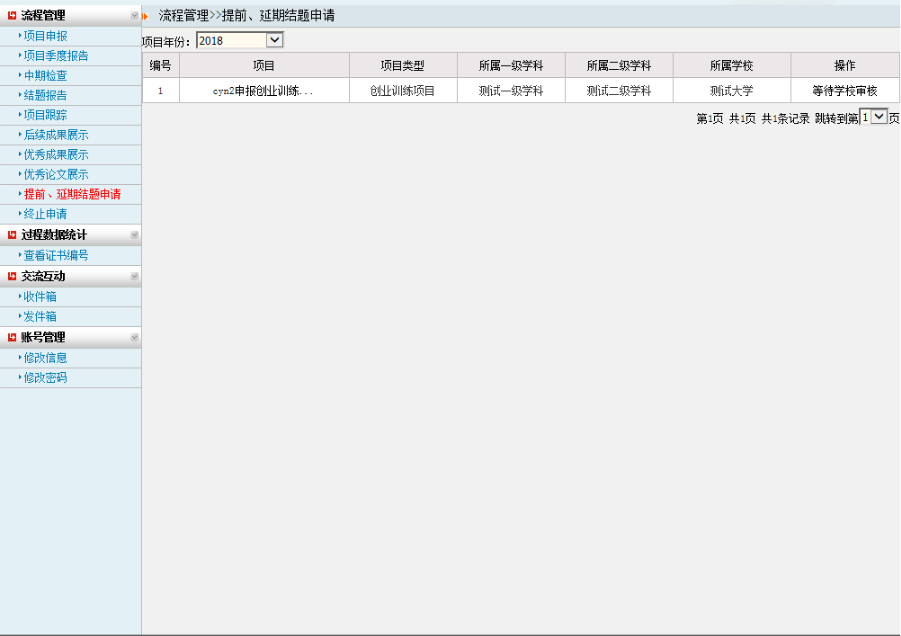 流程管理
项目申报
项目季度报告
中期检查
结题报告
项目跟踪
后续成果展示
优秀成果展示
优秀论文展示
提前、延期结题申请
终止申请
过程数据统计
查看证书编号
交流互动
收件箱
发件箱
账号管理
修改信息
修改密码
流程管理>>提前、延期结题申请
项目年份: 2018
编号 项目 项目类型 所属一级学科 所属二级学科 所属学校 操作
1 cyn2申报创业训练... 创业训练项目 测试一级学科 测试二级学科 测试大学 等待学校审核
第1页 共1页 共1条记录 跳转到第1页